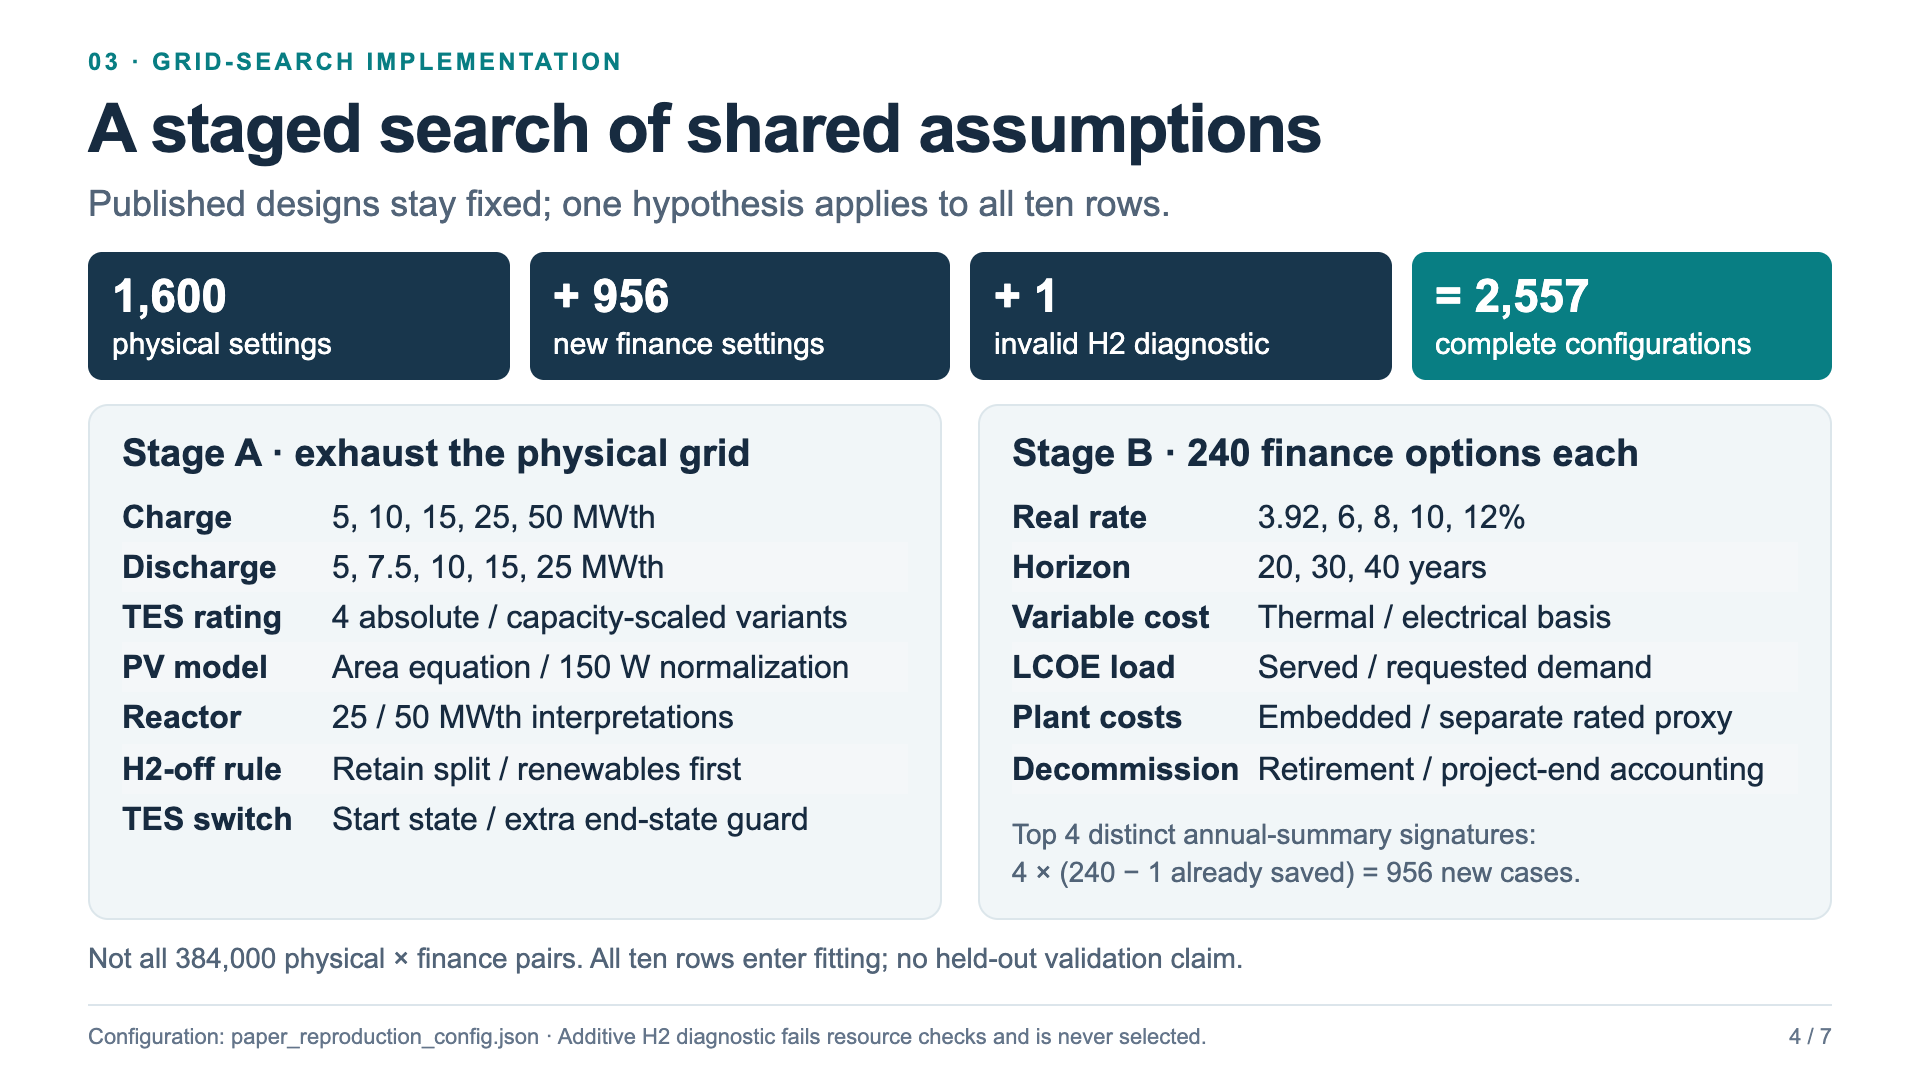 03 · GRID-SEARCH IMPLEMENTATION
A staged search of shared assumptions
Published designs stay fixed; one hypothesis applies to all ten rows.
1,600
physical settings
+ 956
new finance settings
+ 1
invalid H2 diagnostic
= 2,557
complete configurations
Stage A · exhaust the physical grid
Charge 5, 10, 15, 25, 50 MWth
Discharge 5, 7.5, 10, 15, 25 MWth
TES rating 4 absolute / capacity-scaled variants
PV model Area equation / 150 W normalization
Reactor 25 / 50 MWth interpretations
H2-off rule Retain split / renewables first
TES switch Start state / extra end-state guard
Stage B · 240 finance options each
Real rate 3.92, 6, 8, 10, 12%
Horizon 20, 30, 40 years
Variable cost Thermal / electrical basis
LCOE load Served / requested demand
Plant costs Embedded / separate rated proxy
Decommission Retirement / project-end accounting
Top 4 distinct annual-summary signatures:
4 × (240 − 1 already saved) = 956 new cases.
Not all 384,000 physical × finance pairs. All ten rows enter fitting; no held-out validation claim.
Configuration: paper_reproduction_config.json · Additive H2 diagnostic fails resource checks and is never selected.
4 / 7